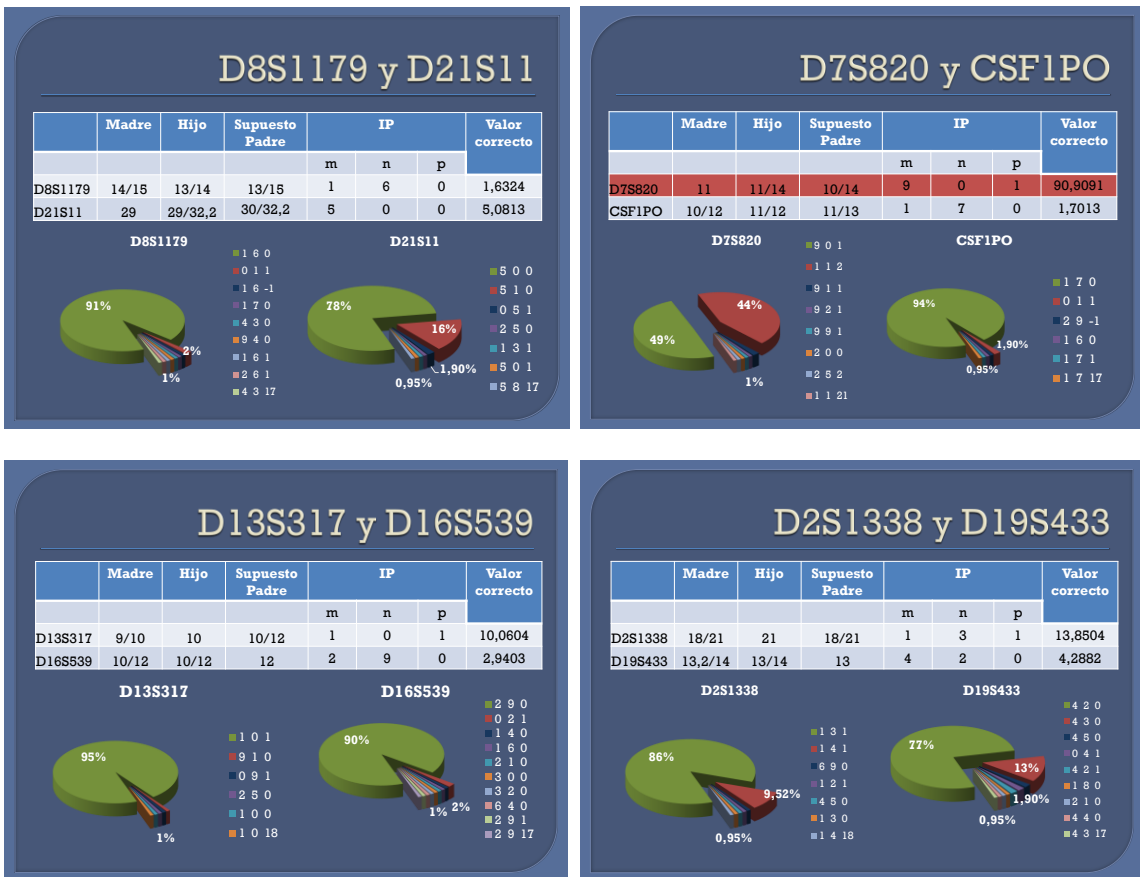 D8S1179 y D21S11
Madre Hijo Supuesto Padre IP Valor correcto
m n p
D8S1179 14/15 13/14 13/15 1 6 0 1,6324
D21S11 29 29/32,2 30/32,2 5 0 0 5,0813
D8S1179
91%
2%
1%
1 6 0
0 1 1
1 6 -1
1 7 0
4 3 0
9 4 0
1 6 1
2 6 1
4 3 17
D21S11
78%
16%
1,90%
0,95%
5 0 0
5 1 0
0 5 1
2 5 0
1 3 1
5 0 1
5 8 17
D7S820 y CSF1PO
Madre Hijo Supuesto Padre IP Valor correcto
m n p
D7S820 11 11/14 10/14 9 0 1 90,9091
CSF1PO 10/12 11/12 11/13 1 7 0 1,7013
D7S820
44%
49%
1%
9 0 1
1 1 2
9 1 1
9 2 1
9 9 1
2 0 0
2 5 2
1 1 21
CSF1PO
94%
1,90%
0,95%
1 7 0
0 1 1
2 9 -1
1 6 0
1 7 1
1 7 17
D13S317 y D16S539
Madre Hijo Supuesto Padre IP Valor correcto
m n p
D13S317 9/10 10 10/12 1 0 1 10,0604
D16S539 10/12 10/12 12 2 9 0 2,9403
D13S317
95%
1%
1 0 1
9 1 0
0 9 1
2 5 0
1 0 0
1 0 18
D16S539
90%
2%
1%
2 9 0
0 2 1
1 4 0
1 6 0
2 1 0
3 0 0
3 2 0
6 4 0
2 9 1
2 9 17
D2S1338 y D19S433
Madre Hijo Supuesto Padre IP Valor correcto
m n p
D2S1338 18/21 21 18/21 1 3 1 13,8504
D19S433 13,2/14 13/14 13 4 2 0 4,2882
D2S1338
86%
9,52%
0,95%
1 3 1
1 4 1
6 9 0
1 2 1
4 5 0
1 3 0
1 4 18
D19S433
77%
13%
1,90%
0,95%
4 2 0
4 3 0
4 5 0
0 4 1
4 2 1
1 8 0
2 1 0
4 4 0
4 3 17